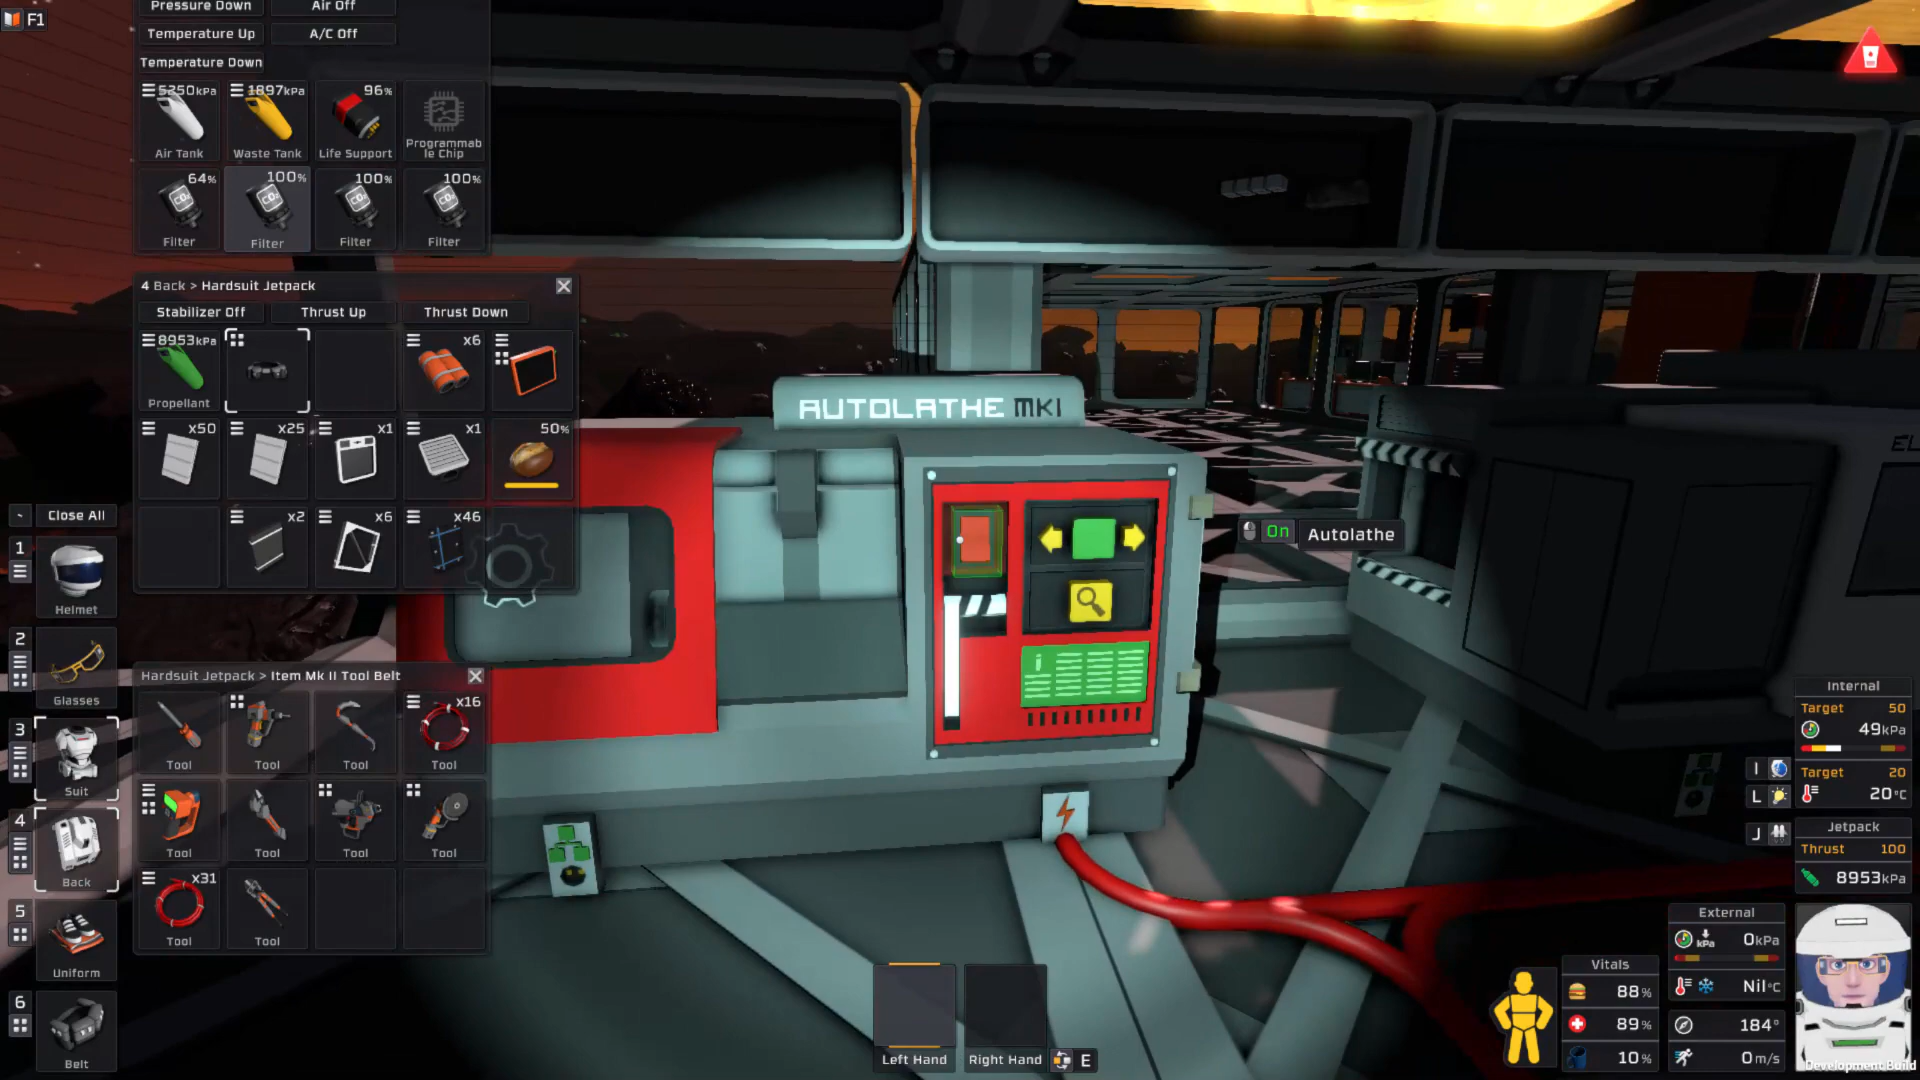 F1
Pressure Down
Air Off
Temperature Up
A/C Off
Temperature Down
5250kPa
1897kPa
96%
Air Tank
Waste Tank
Life Support
Programmab
le Chip
64%
100%
100%
100%
Filter
Filter
Filter
Filter
4 Back > Hardsuit Jetpack
Stabilizer Off
Thrust Up
Thrust Down
8953kPa
x6
Propellant
x50
x25
x1
x1
50%
x2
x6
x46
AUTOLATHE MKI
On
Autolathe
~
Close All
1
Helmet
2
Glasses
3
Suit
4
Back
5
Uniform
6
Belt
Hardsuit Jetpack > Item Mk II Tool Belt
x16
Tool
Tool
Tool
Tool
Tool
Tool
Tool
Tool
x31
Tool
Tool
EL
Left Hand
Right Hand
E
Internal
Target 50
49kPa
Target 20
20°C
I
L
J
Jetpack
Thrust 100
8953kPa
Vitals
88%
89%
10%
External
kPa
0kPa
Nil°C
184°
0m/s
Development Build